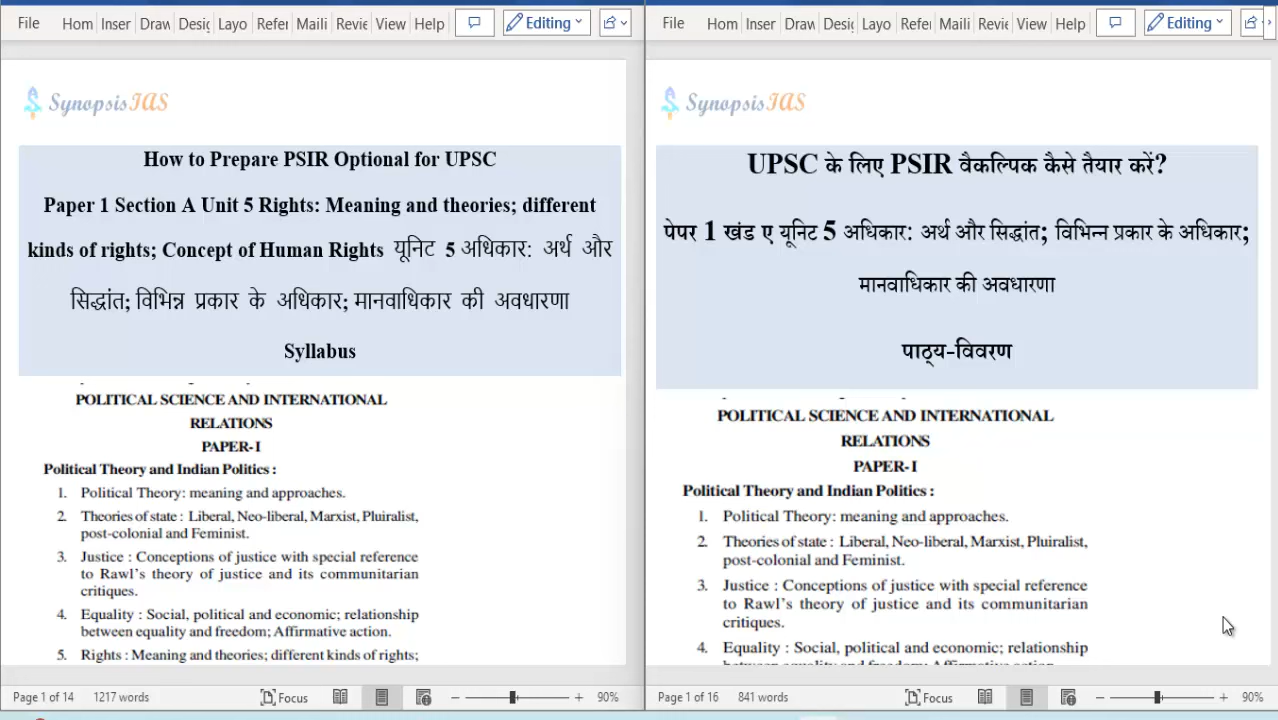 File Hom Inser Draw Desig Layo Refer Maili Revie View Help Editing
SynopsisIAS
How to Prepare PSIR Optional for UPSC
Paper 1 Section A Unit 5 Rights: Meaning and theories; different
kinds of rights; Concept of Human Rights यूनिट 5 अधिकार: अर्थ और
सिद्धांत; विभिन्न प्रकार के अधिकार; मानवाधिकार की अवधारणा
Syllabus
POLITICAL SCIENCE AND INTERNATIONAL
RELATIONS
PAPER-I
Political Theory and Indian Politics :
1. Political Theory: meaning and approaches.
2. Theories of state : Liberal, Neo-liberal, Marxist, Pluiralist,
post-colonial and Feminist.
3. Justice : Conceptions of justice with special reference
to Rawl's theory of justice and its communitarian
critiques.
4. Equality : Social, political and economic; relationship
between equality and freedom; Affirmative action.
5. Rights : Meaning and theories; different kinds of rights;
Page 1 of 14 1217 words Focus 90%
File Hom Inser Draw Desig Layo Refer Maili Revie View Help Editing
SynopsisIAS
UPSC के लिए PSIR वैकल्पिक कैसे तैयार करें?
पेपर 1 खंड ए यूनिट 5 अधिकार: अर्थ और सिद्धांत; विभिन्न प्रकार के अधिकार;
मानवाधिकार की अवधारणा
पाठ्य-विवरण
POLITICAL SCIENCE AND INTERNATIONAL
RELATIONS
PAPER-I
Political Theory and Indian Politics :
1. Political Theory: meaning and approaches.
2. Theories of state : Liberal, Neo-liberal, Marxist, Pluiralist,
post-colonial and Feminist.
3. Justice : Conceptions of justice with special reference
to Rawl's theory of justice and its communitarian
critiques.
4. Equality : Social, political and economic; relationship
between equality and freedom; Affirmative action.
Page 1 of 16 841 words Focus 90%